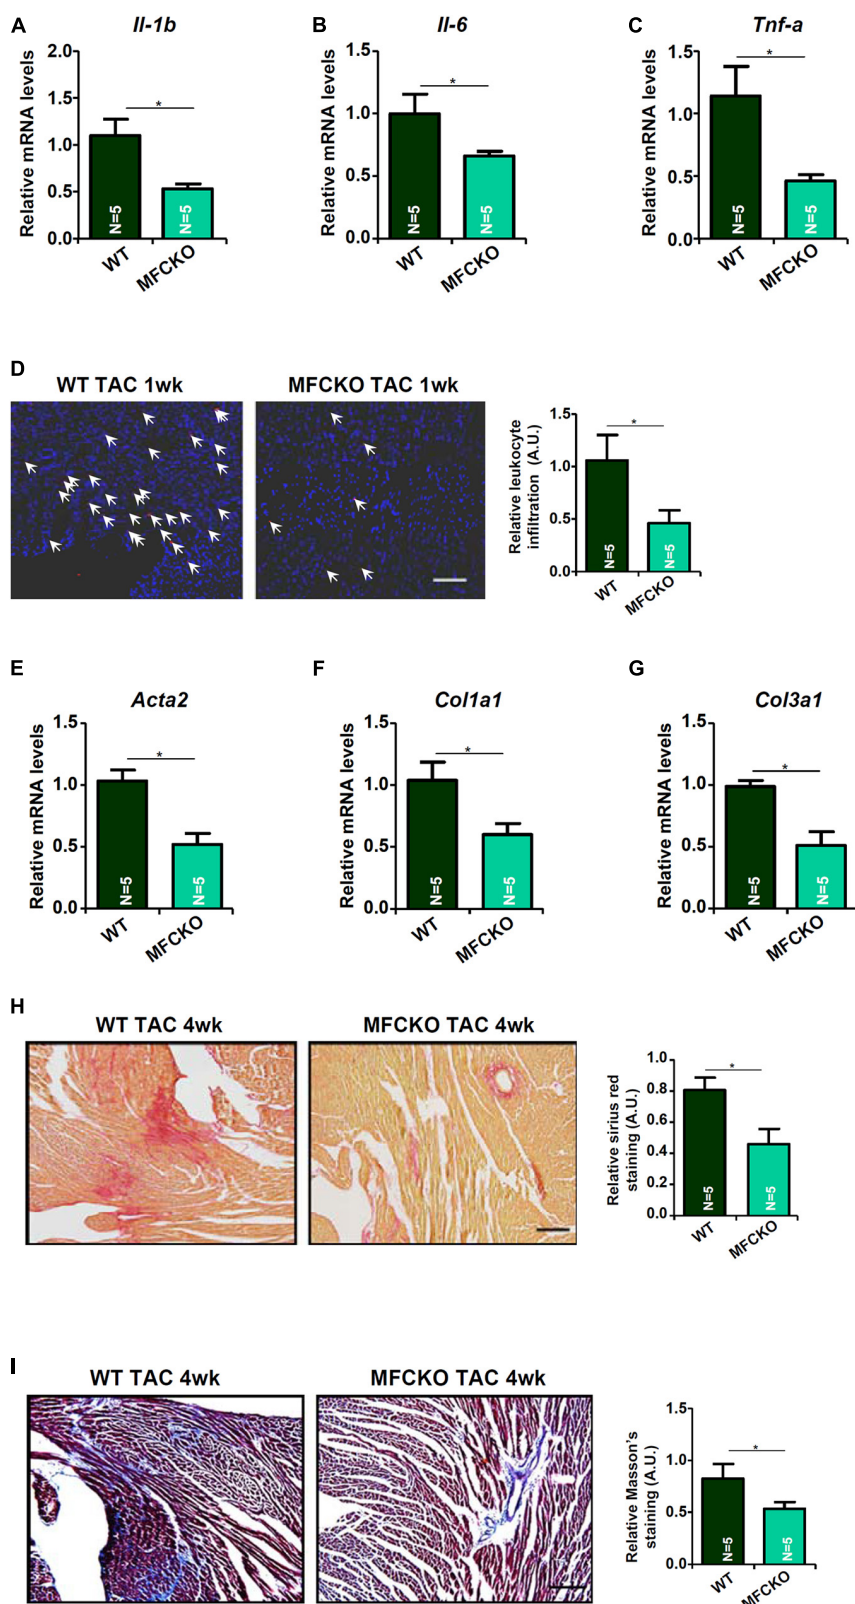 A
Il-1b
Relative mRNA levels
2.0
1.5
1.0
0.5
0.0
*
N=5
N=5
WT
MFCKO
B
Il-6
Relative mRNA levels
1.5
1.0
0.5
0.0
*
N=5
N=5
WT
MFCKO
C
Tnf-a
Relative mRNA levels
1.5
1.0
0.5
0.0
*
N=5
N=5
WT
MFCKO
D
WT TAC 1wk
MFCKO TAC 1wk
Relative leukocyte
infiltration (A.U.)
1.5
1.0
0.5
0.0
*
N=5
N=5
WT
MFCKO
E
Acta2
Relative mRNA levels
1.5
1.0
0.5
0.0
*
N=5
N=5
WT
MFCKO
F
Col1a1
Relative mRNA levels
1.5
1.0
0.5
0.0
*
N=5
N=5
WT
MFCKO
G
Col3a1
Relative mRNA levels
1.5
1.0
0.5
0.0
*
N=5
N=5
WT
MFCKO
H
WT TAC 4wk
MFCKO TAC 4wk
Relative sirius red
staining (A.U.)
1.0
0.8
0.6
0.4
0.2
0.0
*
N=5
N=5
WT
MFCKO
I
WT TAC 4wk
MFCKO TAC 4wk
Relative Masson's
staining (A.U.)
1.5
1.0
0.5
0.0
*
N=5
N=5
WT
MFCKO